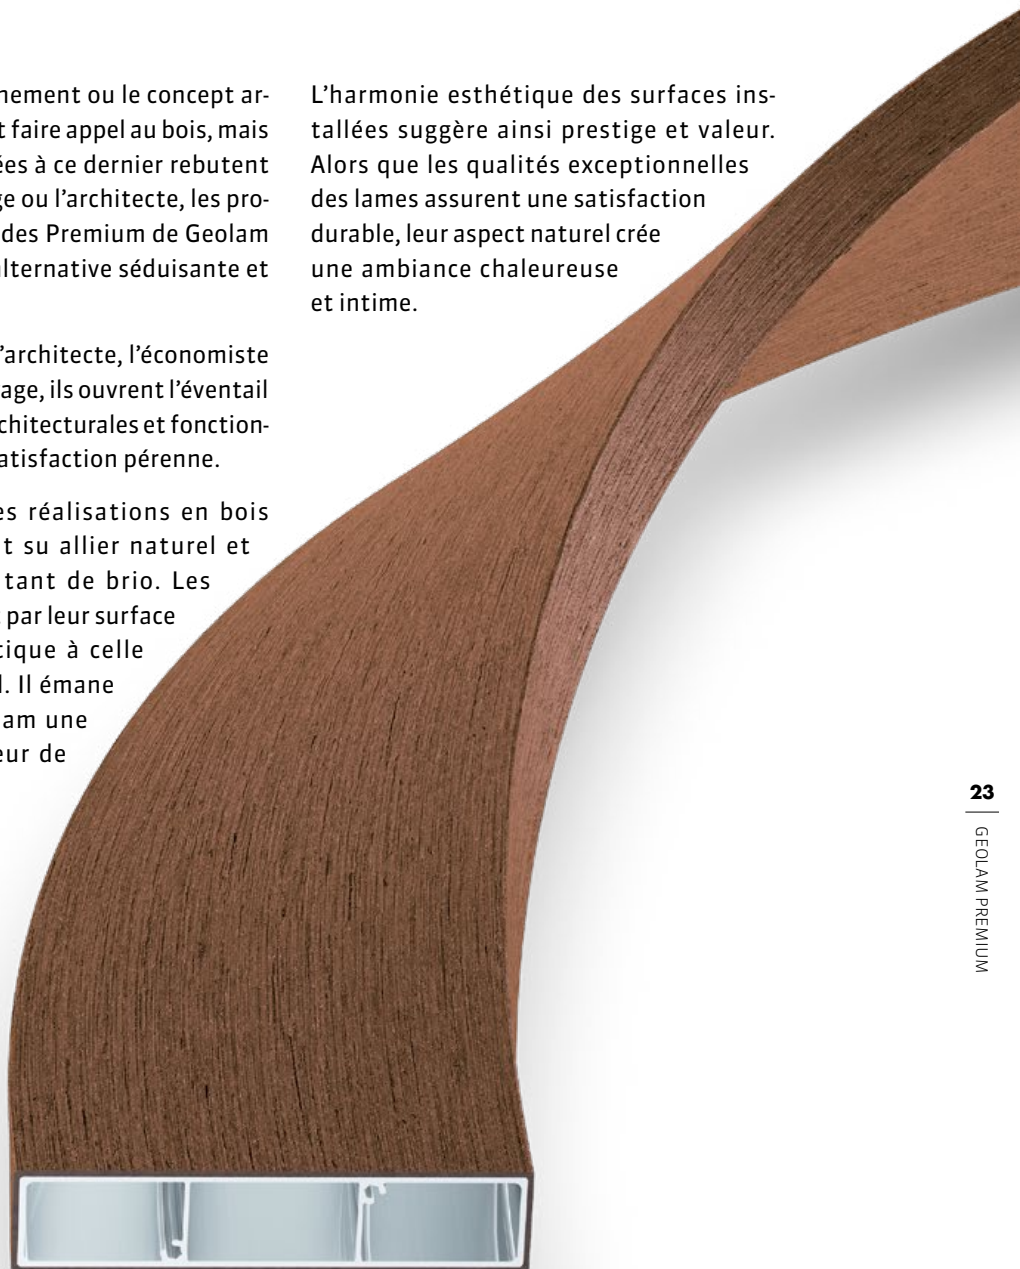 nement ou le concept ar-
t faire appel au bois, mais
ées à ce dernier rebutent
ge ou l’architecte, les pro-
des Premium de Geolam
alternative séduisante et
’architecte, l’économiste
age, ils ouvrent l’éventail
chitecturales et fonction-
atisfaction pérenne.
es réalisations en bois
t su allier naturel et
tant de brio. Les
par leur surface
tique à celle
l. Il émane
lam une
eur de
L’harmonie esthétique des surfaces ins-
tallées suggère ainsi prestige et valeur.
Alors que les qualités exceptionnelles
des lames assurent une satisfaction
durable, leur aspect naturel crée
une ambiance chaleureuse
et intime.
23
GEOLAM PREMIUM